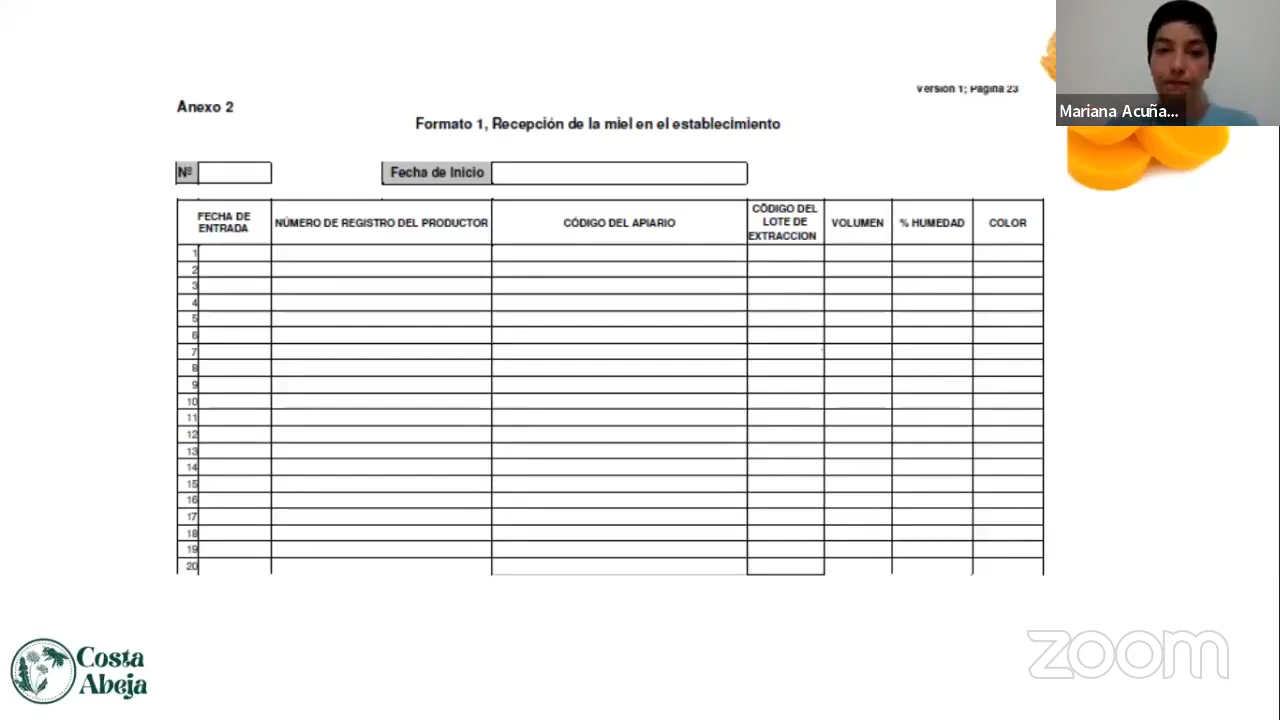 Versión 1; Página 23
Anexo 2
Formato 1, Recepción de la miel en el establecimiento
Nº
Fecha de Inicio
FECHA DE
ENTRADA
NÚMERO DE REGISTRO DEL PRODUCTOR
CÓDIGO DEL APIARIO
CÓDIGO DEL
LOTE DE
EXTRACCION
VOLUMEN
% HUMEDAD
COLOR
1
2
3
4
5
6
7
8
9
10
11
12
13
14
15
16
17
18
19
20
Mariana Acuña...
Costa
Abeja
zoom